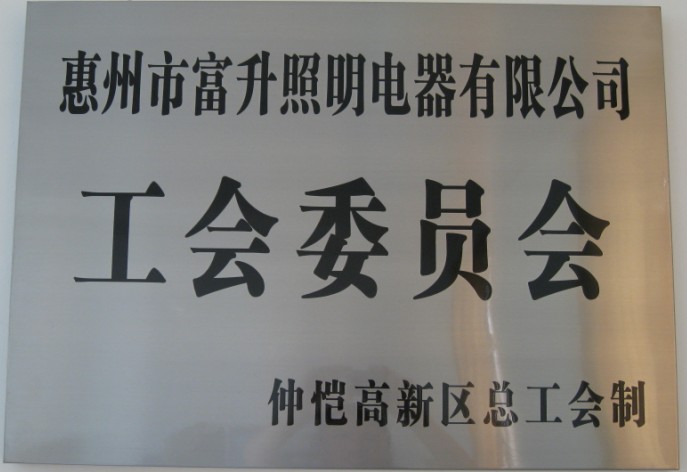 惠州市富升照明电器有限公司
工会委员会
仲恺高新区总工会制